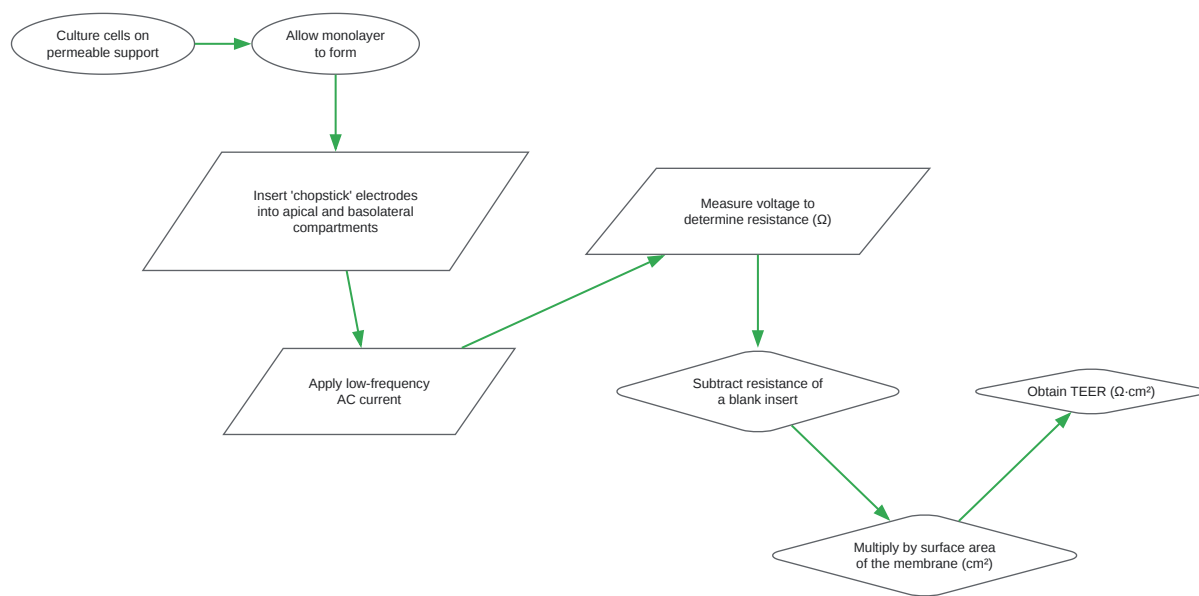 Culture cells on
permeable support
Allow monolayer
to form
Insert 'chopstick' electrodes
into apical and basolateral
compartments
Apply low-frequency
AC current
Measure voltage to
determine resistance (Ω)
Subtract resistance of
a blank insert
Multiply by surface area
of the membrane (cm²)
Obtain TEER (Ω·cm²)